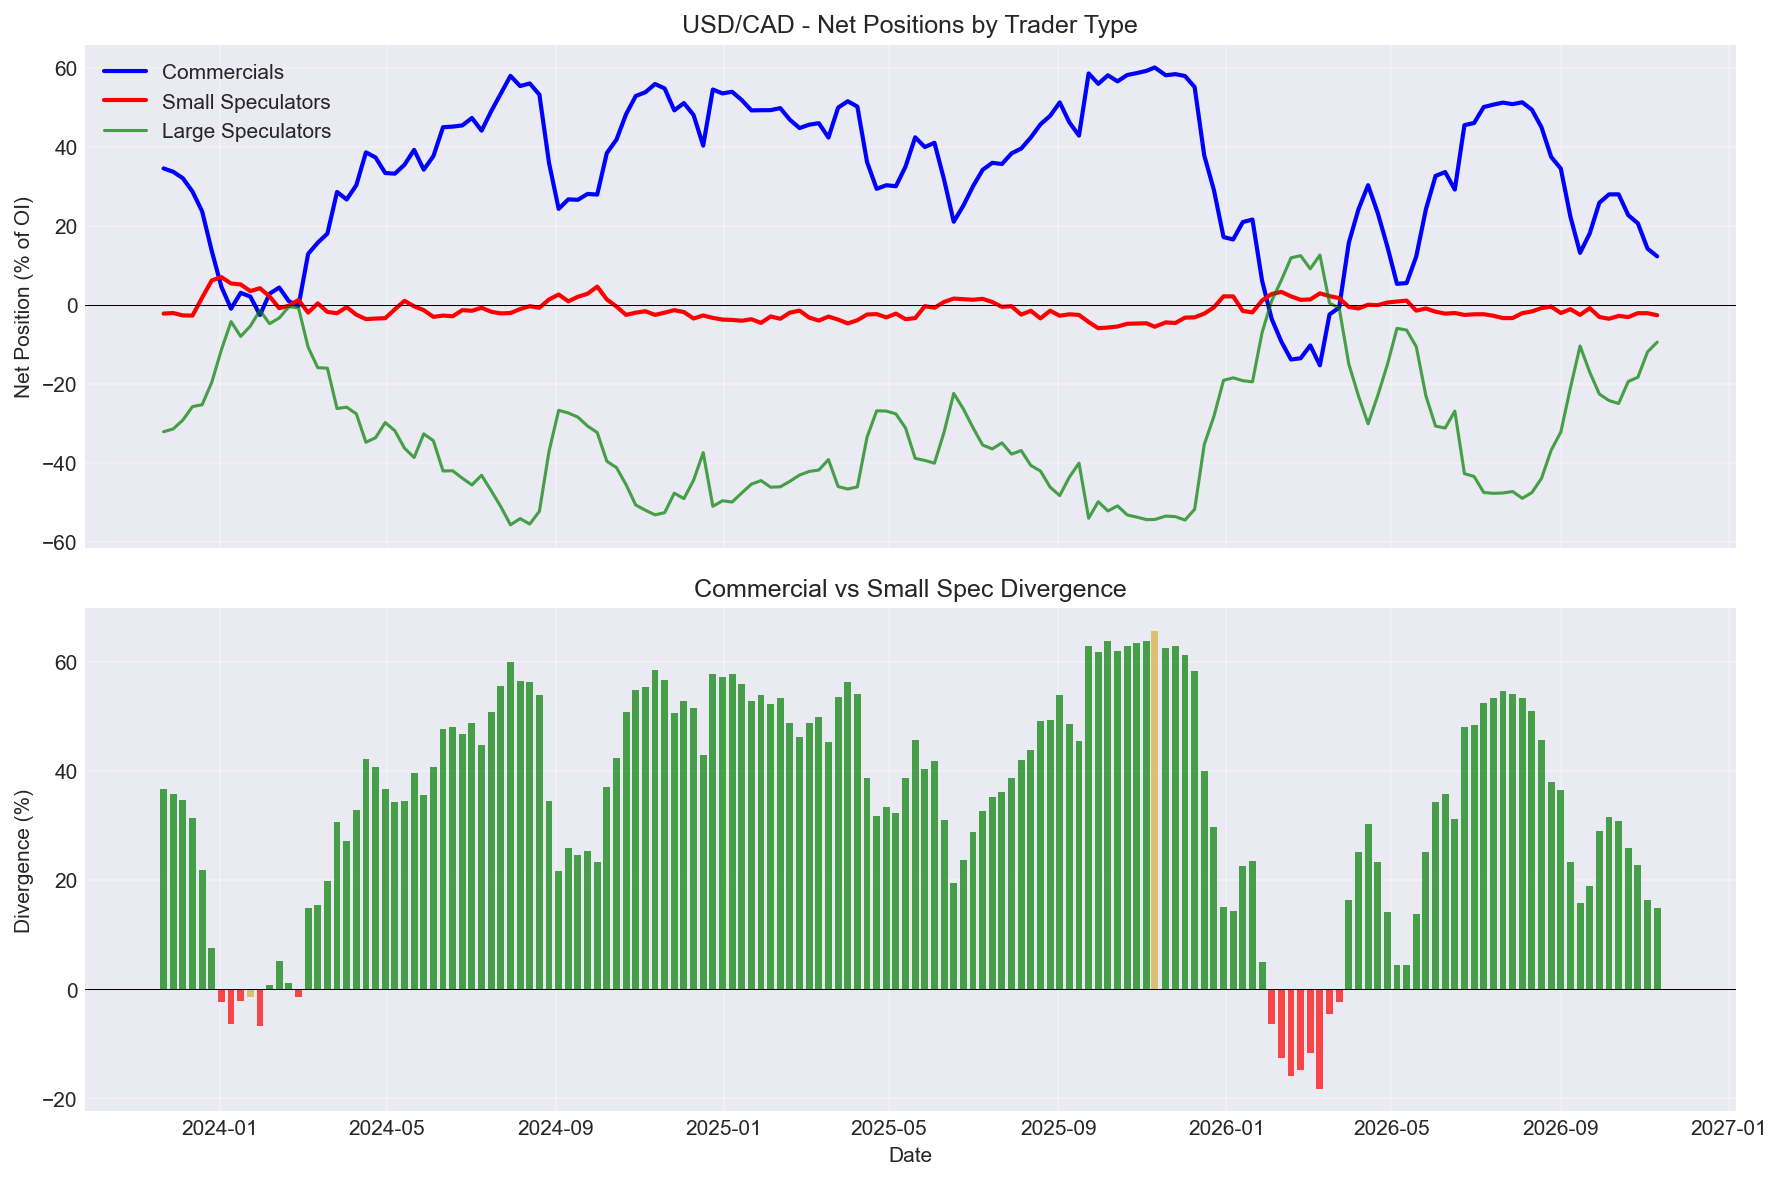 USD/CAD - Net Positions by Trader Type
Commercials
Small Speculators
Large Speculators
Net Position (% of OI)
60
40
20
0
−20
−40
−60
Commercial vs Small Spec Divergence
Divergence (%)
60
40
20
0
−20
2024-01 2024-05 2024-09 2025-01 2025-05 2025-09 2026-01 2026-05 2026-09 2027-01
Date